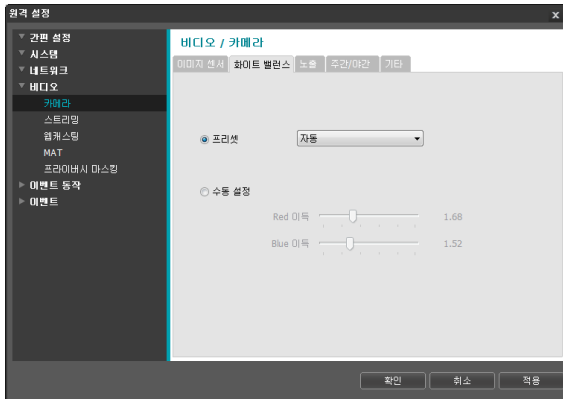 원격 설정
x
간편 설정
시스템
네트워크
비디오
카메라
스트리밍
웹캐스팅
MAT
프라이버시 마스킹
이벤트 동작
이벤트
비디오 / 카메라
이미지 센서 화이트 밸런스 노출 주간/야간 기타
프리셋 자동
수동 설정
Red 이득 1.68
Blue 이득 1.52
확인 취소 적용